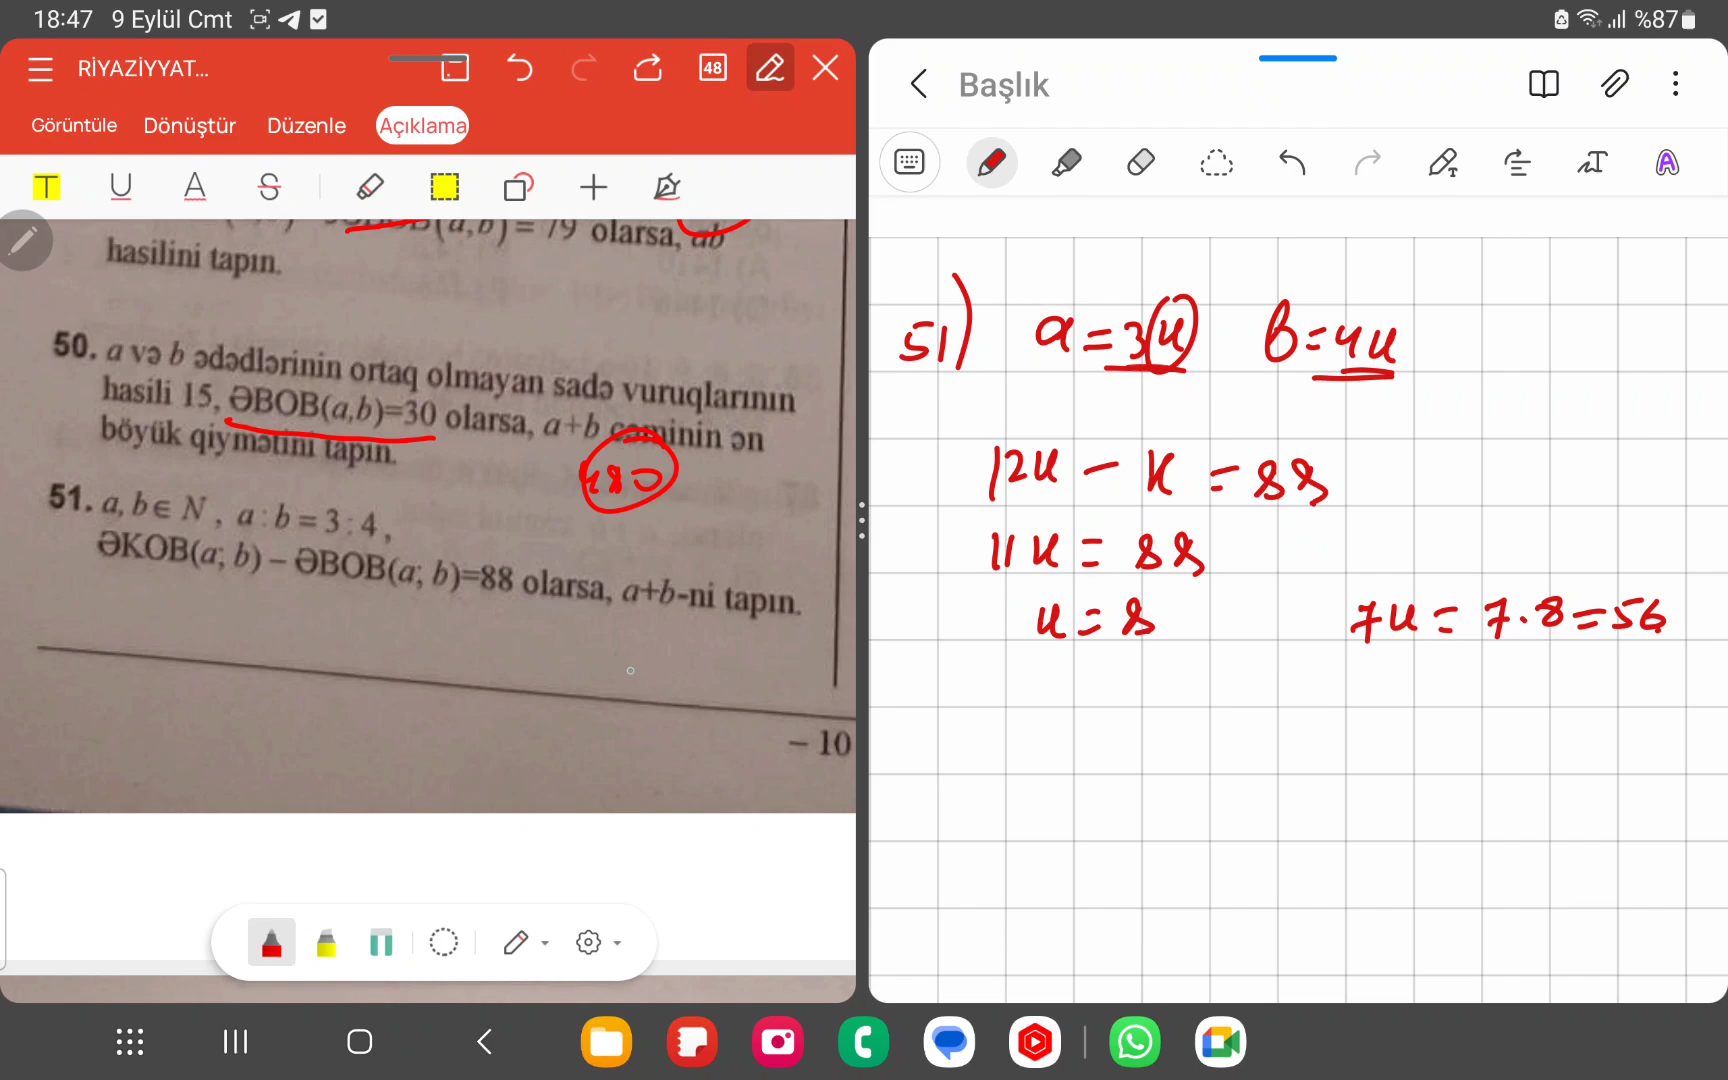 18:47 9 Eylül Cmt
%87
RİYAZİYYAT...
48
Görüntüle Dönüştür Düzenle Açıklama
(a,b) = 79 olarsa, ab
hasilini tapın.
50. a və b ədədlərinin ortaq olmayan sadə vuruqlarının
hasili 15, ƏBOB(a,b)=30 olarsa, a+b cəminin ən
böyük qiymətini tapın.
480
51. a, b ∈ N, a : b = 3 : 4,
ƏKOB(a; b) – ƏBOB(a; b)=88 olarsa, a+b-ni tapın.
– 10
Başlık
51) a = 3k b = 4k
12k – k = 88
11k = 88
k = 8 7k = 7·8 = 56